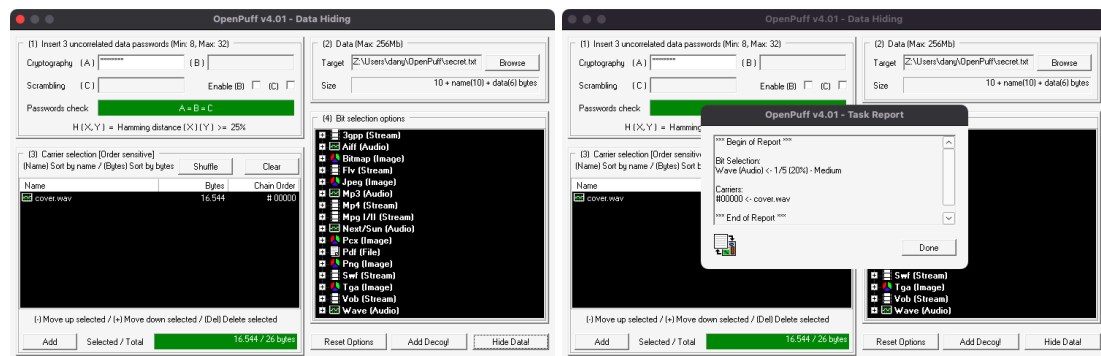 OpenPuff v4.01 - Data Hiding
(1) Insert 3 uncorrelated data passwords (Min: 8, Max: 32)
Cryptography (A) ******** (B)
Scrambling (C) Enable (B) (C)
Passwords check A = B = C
H (X,Y) = Hamming distance (X)(Y) >= 25%
(2) Data (Max: 256Mb)
Target Z:\Users\dany\OpenPuff\secret.txt Browse
Size 10 + name(10) + data(6) bytes
(3) Carrier selection [Order sensitive]
(Name) Sort by name / (Bytes) Sort by bytes Shuffle Clear
Name Bytes Chain Order
cover.wav 16.544 # 00000
(-) Move up selected / (+) Move down selected / (Del) Delete selected
Add Selected / Total 16.544 / 26 bytes
(4) Bit selection options
3gpp (Stream)
Aiff (Audio)
Bitmap (Image)
Flv (Stream)
Jpeg (Image)
Mp3 (Audio)
Mp4 (Stream)
Mpg I/II (Stream)
Next/Sun (Audio)
Pcx (Image)
Pdf (File)
Png (Image)
Swf (Stream)
Tga (Image)
Vob (Stream)
Wave (Audio)
Reset Options Add Decoy! Hide Data!
OpenPuff v4.01 - Data Hiding
(1) Insert 3 uncorrelated data passwords (Min: 8, Max: 32)
Cryptography (A) ******** (B)
Scrambling (C) Enable (B) (C)
Passwords check
H (X,Y) = Hamming
(2) Data (Max: 256Mb)
Target Z:\Users\dany\OpenPuff\secret.txt Browse
Size 10 + name(10) + data(6) bytes
(3) Carrier selection [Order sensitive
(Name) Sort by name / (Bytes) Sort b
Name
cover.wav
(-) Move up selected / (+) Move down selected / (Del) Delete selected
Add Selected / Total 16.544 / 26 bytes
OpenPuff v4.01 - Task Report
*** Begin of Report ***
Bit Selection:
Wave (Audio) <- 1/5 (20%) - Medium
Carriers:
#00000 <- cover.wav
*** End of Report ***
Done
Swf (Stream)
Tga (Image)
Vob (Stream)
Wave (Audio)
Reset Options Add Decoy! Hide Data!